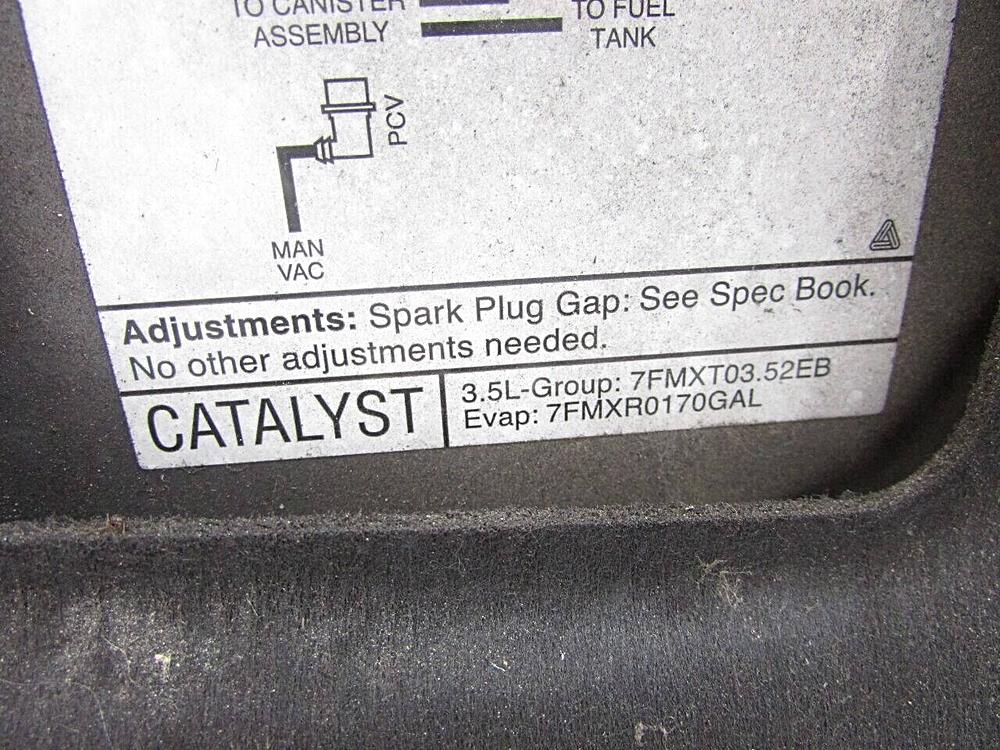 TO CANISTER
ASSEMBLY
TO FUEL
TANK
PCV
MAN
VAC
Adjustments: Spark Plug Gap: See Spec Book.
No other adjustments needed.
CATALYST
3.5L-Group: 7FMXT03.52EB
Evap: 7FMXR0170GAL